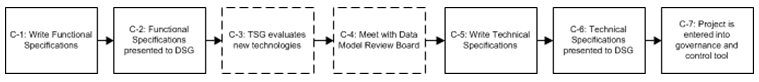 C-1: Write Functional
Specifications
C-2: Functional
Specifications
presented to DSG
C-3: TSG evaluates
new technologies
C-4: Meet with Data
Model Review Board
C-5: Write Technical
Specifications
C-6: Technical
Specifications
presented to DSG
C-7: Project is
entered into
governance and
control tool